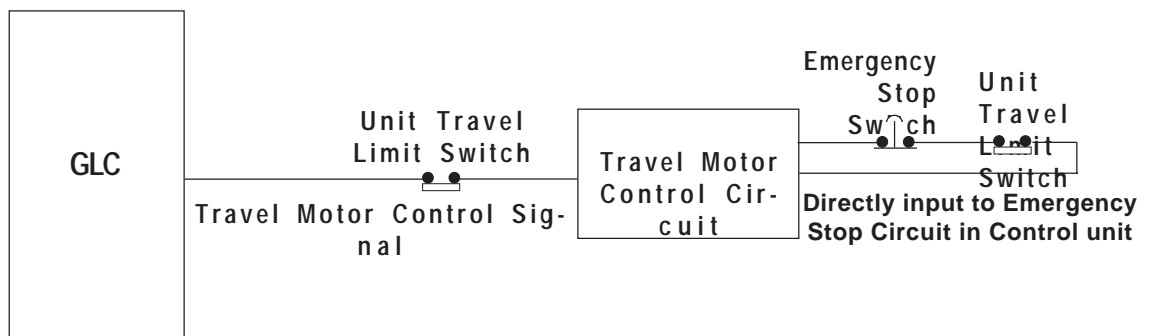 GLC
Unit Travel
Limit Switch
Travel Motor Control Sig-
nal
Travel Motor
Control Cir-
cuit
Emergency
Stop
Switch
Unit
Travel
Limit
Switch
Directly input to Emergency
Stop Circuit in Control unit